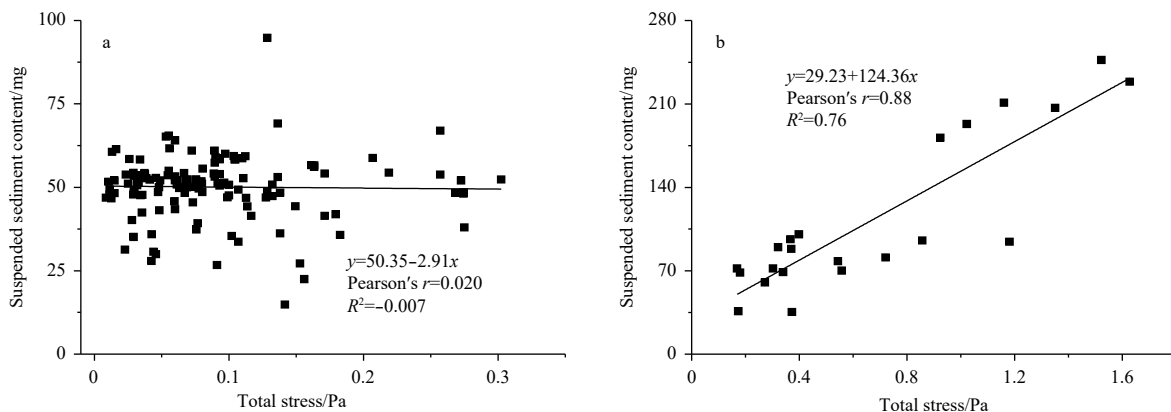 100
75
50
25
0
Suspended sediment content/mg
a
y=50.35−2.91x
Pearson's r=0.020
R²=−0.007
0
0.1
0.2
0.3
Total stress/Pa
280
210
140
70
0
Suspended sediment content/mg
b
y=29.23+124.36x
Pearson's r=0.88
R²=0.76
0
0.4
0.8
1.2
1.6
Total stress/Pa